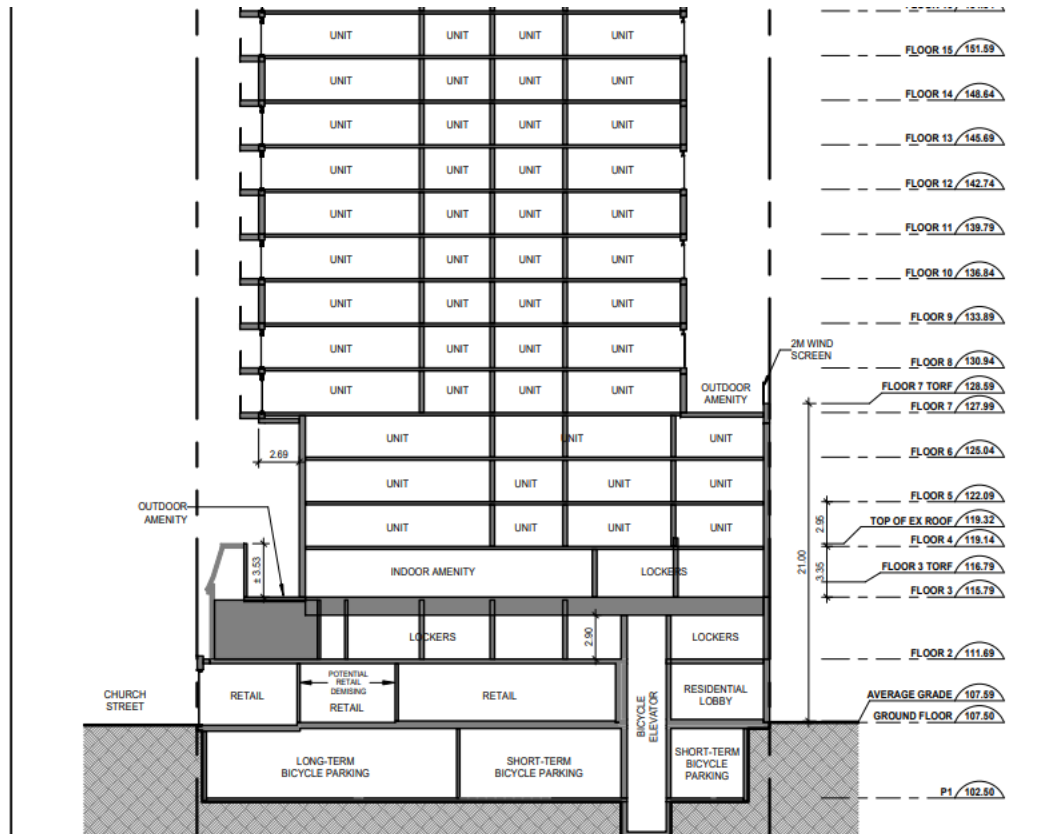 FLOOR 15 151.59
UNIT UNIT UNIT UNIT
FLOOR 14 148.64
UNIT UNIT UNIT UNIT
FLOOR 13 145.69
UNIT UNIT UNIT UNIT
FLOOR 12 142.74
UNIT UNIT UNIT UNIT
FLOOR 11 139.79
UNIT UNIT UNIT UNIT
FLOOR 10 136.84
UNIT UNIT UNIT UNIT
FLOOR 9 133.89
UNIT UNIT UNIT UNIT
2M WIND
SCREEN
FLOOR 8 130.94
UNIT UNIT UNIT UNIT
OUTDOOR
AMENITY
FLOOR 7 TORF 128.59
UNIT UNIT UNIT UNIT
FLOOR 7 127.99
UNIT UNIT UNIT
FLOOR 6 125.04
2.69
UNIT UNIT UNIT UNIT
FLOOR 5 122.09
OUTDOOR
AMENITY
UNIT UNIT UNIT UNIT
2.95
TOP OF EX ROOF 119.32
FLOOR 4 119.14
± 3.53
INDOOR AMENITY
LOCKERS
21.00
3.35
FLOOR 3 TORF 116.79
FLOOR 3 115.79
LOCKERS
2.90
LOCKERS
FLOOR 2 111.69
CHURCH
STREET
RETAIL
POTENTIAL
RETAIL
DEMISING
RETAIL
RETAIL
BICYCLE
ELEVATOR
RESIDENTIAL
LOBBY
AVERAGE GRADE 107.59
GROUND FLOOR 107.50
LONG-TERM
BICYCLE PARKING
SHORT-TERM
BICYCLE PARKING
SHORT-TERM
BICYCLE
PARKING
P1 102.50